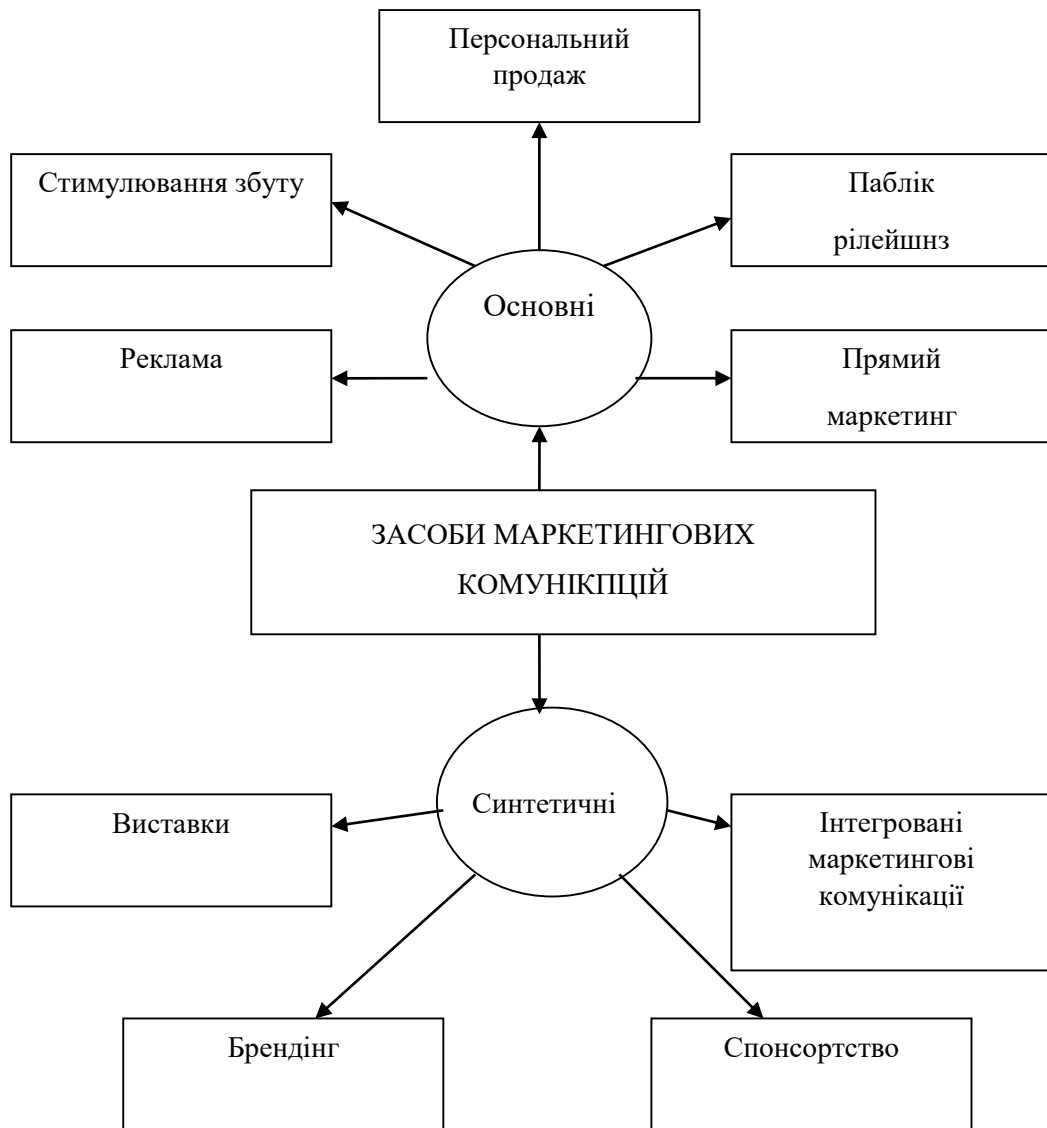 Персональний
продаж
Стимулювання збуту
Паблік
рілейшнз
Основні
Реклама
Прямий
маркетинг
ЗАСОБИ МАРКЕТИНГОВИХ
КОМУНІКПЦІЙ
Синтетичні
Виставки
Інтегровані
маркетингові
комунікації
Брендінг
Спонсортство